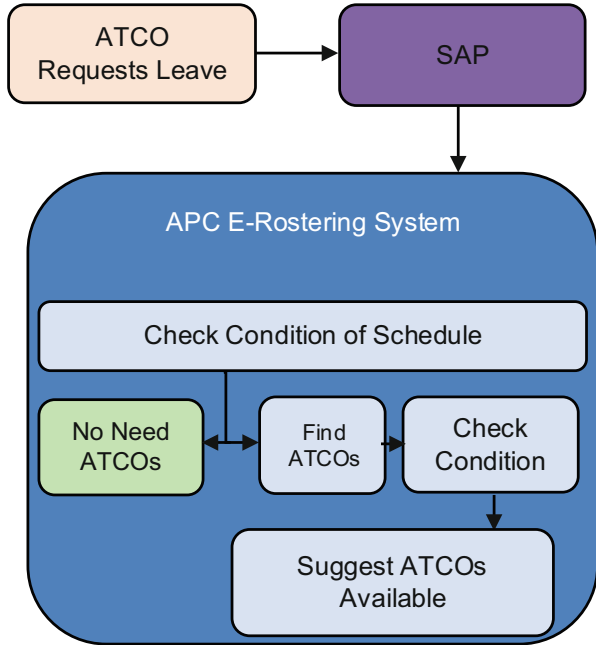 ATCO
Requests Leave
SAP
APC E-Rostering System
Check Condition of Schedule
No Need
ATCOs
Find
ATCOs
Check
Condition
Suggest ATCOs
Available